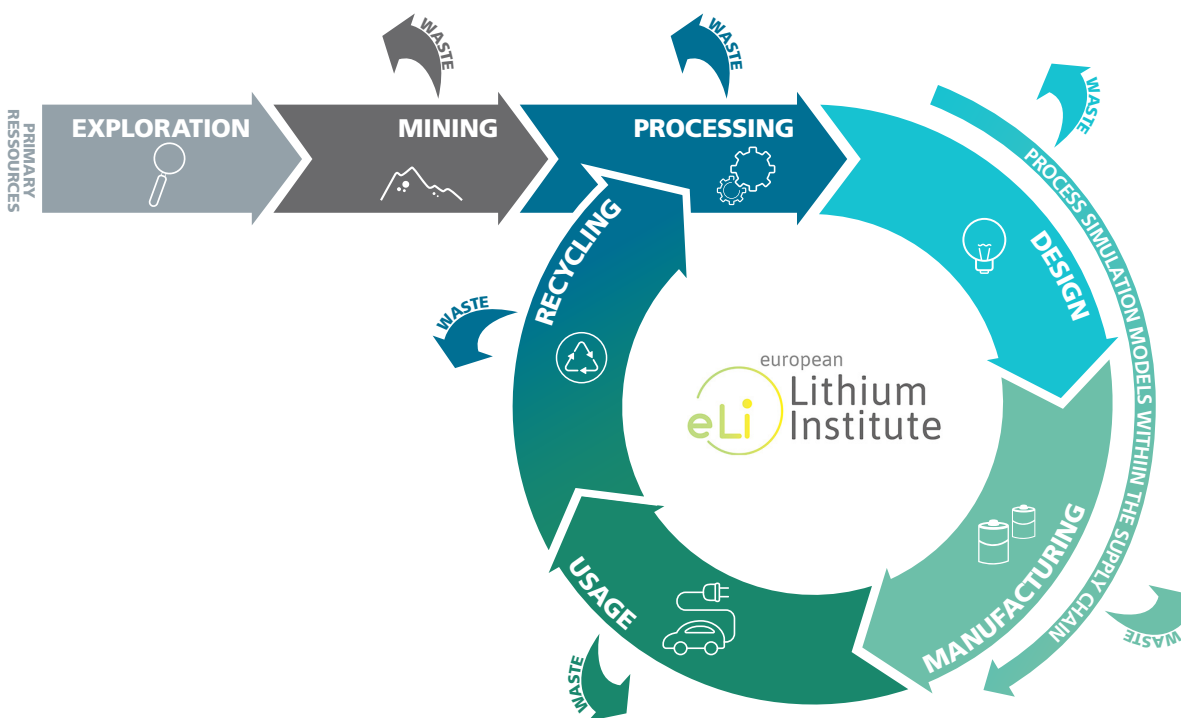 PRIMARY
RESSOURCES
EXPLORATION
MINING
WASTE
PROCESSING
WASTE
DESIGN
WASTE
PROCESS SIMULATION MODELS WITHIIN THE SUPPLY CHAIN
MANUFACTURING
WASTE
USAGE
WASTE
RECYCLING
WASTE
european
eLi
Lithium
Institute